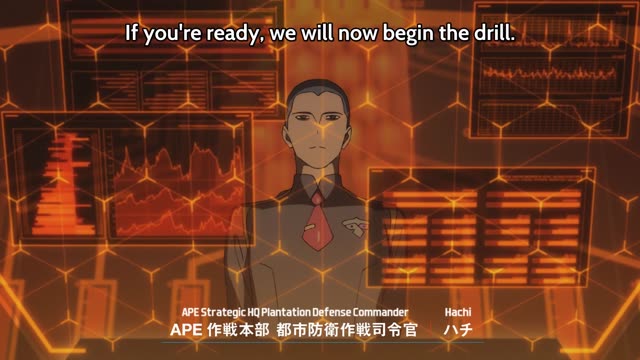 If you're ready, we will now begin the drill.
APE Strategic HQ Plantation Defense Commander Hachi
APE 作戦本部 都市防衛作戦司令官 ハチ